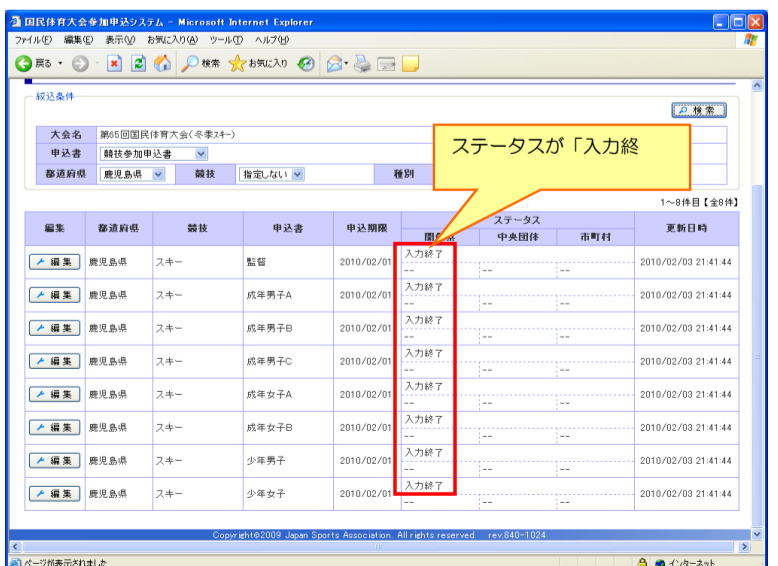 国民体育大会参加申込システム - Microsoft Internet Explorer
ファイル(F) 編集(E) 表示(V) お気に入り(A) ツール(T) ヘルプ(H)
戻る 検索 お気に入り
絞込条件
検索
大会名 第65回国民体育大会(冬季スキー)
申込書 競技参加申込書
都道府県 鹿児島県 競技 指定しない 種別
ステータスが「入力終
1～8件目【全8件】
編集 都道府県 競技 申込書 申込期限 ステータス 更新日時
中央団体 市町村
編集 鹿児島県 スキー 監督 2010/02/01 入力終了 2010/02/03 21:41:44
-- -- --
編集 鹿児島県 スキー 成年男子A 2010/02/01 入力終了 2010/02/03 21:41:44
-- -- --
編集 鹿児島県 スキー 成年男子B 2010/02/01 入力終了 2010/02/03 21:41:44
-- -- --
編集 鹿児島県 スキー 成年男子C 2010/02/01 入力終了 2010/02/03 21:41:44
-- -- --
編集 鹿児島県 スキー 成年女子A 2010/02/01 入力終了 2010/02/03 21:41:44
-- -- --
編集 鹿児島県 スキー 成年女子B 2010/02/01 入力終了 2010/02/03 21:41:44
-- -- --
編集 鹿児島県 スキー 少年男子 2010/02/01 入力終了 2010/02/03 21:41:44
-- -- --
編集 鹿児島県 スキー 少年女子 2010/02/01 入力終了 2010/02/03 21:41:44
-- -- --
Copyright©2009 Japan Sports Association. All rights reserved. rev.840-1024
ページが表示されました インターネット